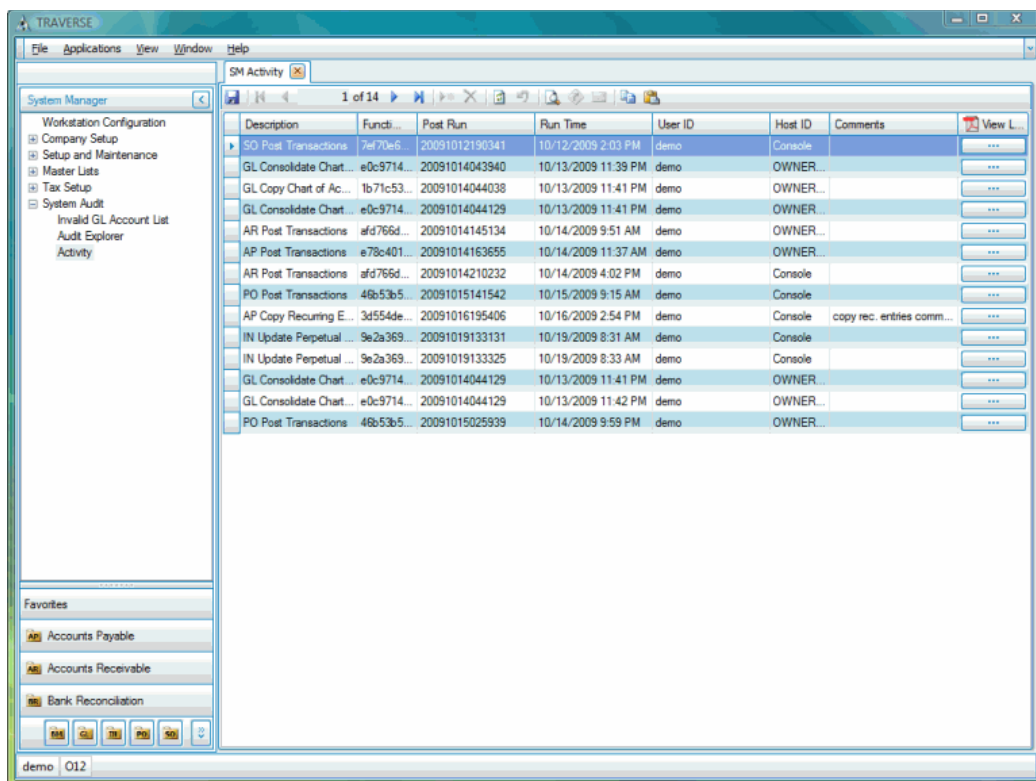 TRAVERSE
File Applications View Window Help
SM Activity
System Manager
1 of 14
Workstation Configuration
Company Setup
Setup and Maintenance
Master Lists
Tax Setup
System Audit
Invalid GL Account List
Audit Explorer
Activity
Description Functi... Post Run Run Time User ID Host ID Comments View L...
SO Post Transactions 7ef70e6... 20091012190341 10/12/2009 2:03 PM demo Console ...
GL Consolidate Chart... e0c9714... 20091014043940 10/13/2009 11:39 PM demo OWNER... ...
GL Copy Chart of Ac... 1b71c53... 20091014044038 10/13/2009 11:41 PM demo OWNER... ...
GL Consolidate Chart... e0c9714... 20091014044129 10/13/2009 11:41 PM demo OWNER... ...
AR Post Transactions afd766d... 20091014145134 10/14/2009 9:51 AM demo OWNER... ...
AP Post Transactions e78c401... 20091014163655 10/14/2009 11:37 AM demo OWNER... ...
AR Post Transactions afd766d... 20091014210232 10/14/2009 4:02 PM demo Console ...
PO Post Transactions 46b53b5... 20091015141542 10/15/2009 9:15 AM demo Console ...
AP Copy Recurring E... 3d554de... 20091016195406 10/16/2009 2:54 PM demo Console copy rec. entries comm... ...
IN Update Perpetual ... 9e2a369... 20091019133131 10/19/2009 8:31 AM demo Console ...
IN Update Perpetual ... 9e2a369... 20091019133325 10/19/2009 8:33 AM demo Console ...
GL Consolidate Chart... e0c9714... 20091014044129 10/13/2009 11:41 PM demo OWNER... ...
GL Consolidate Chart... e0c9714... 20091014044129 10/13/2009 11:42 PM demo OWNER... ...
PO Post Transactions 46b53b5... 20091015025939 10/14/2009 9:59 PM demo OWNER... ...
Favorites
AP Accounts Payable
AR Accounts Receivable
BR Bank Reconciliation
GL PO SO
demo O12